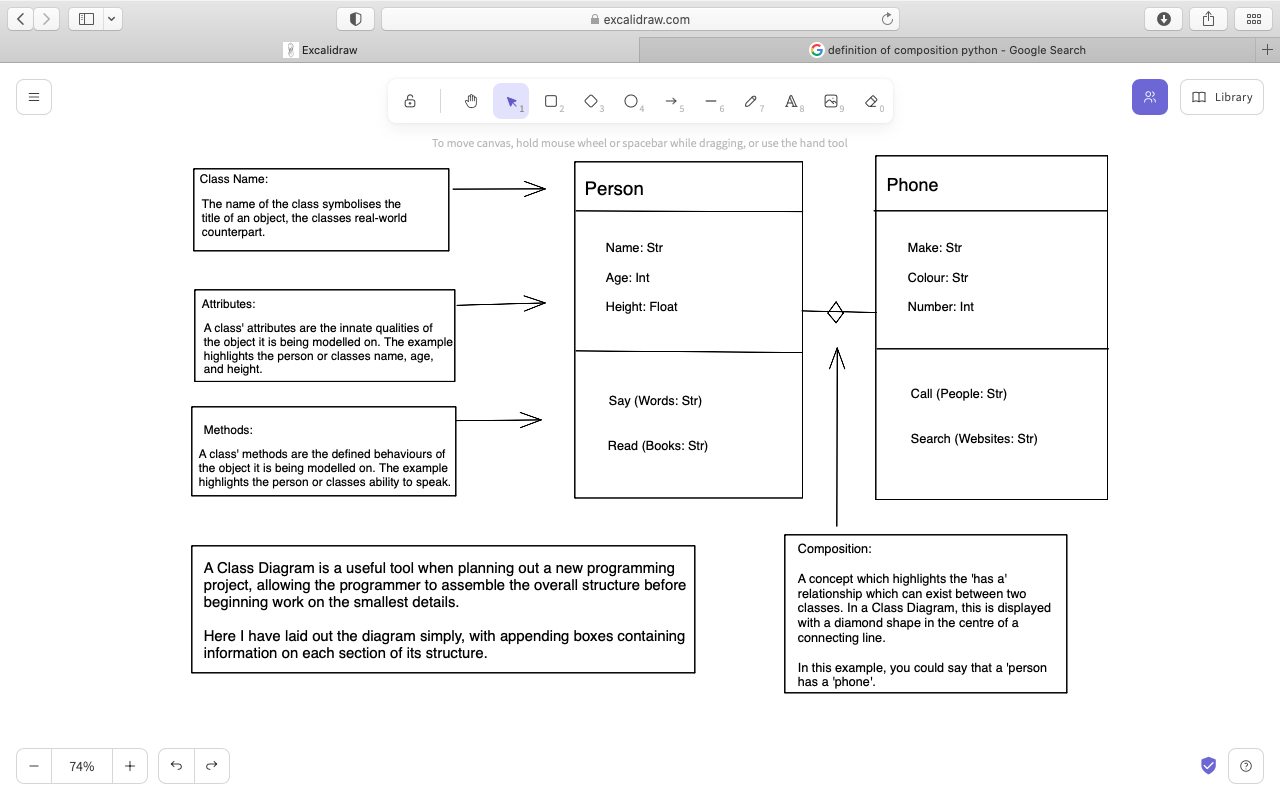 excalidraw.com
Excalidraw
definition of composition python - Google Search
1
2
3
4
5
6
7
8
9
0
Library
To move canvas, hold mouse wheel or spacebar while dragging, or use the hand tool
Class Name:
The name of the class symbolises the
title of an object, the classes real-world
counterpart.
Attributes:
A class' attributes are the innate qualities of
the object it is being modelled on. The example
highlights the person or classes name, age,
and height.
Methods:
A class' methods are the defined behaviours of
the object it is being modelled on. The example
highlights the person or classes ability to speak.
Person
Name: Str
Age: Int
Height: Float
Say (Words: Str)
Read (Books: Str)
Phone
Make: Str
Colour: Str
Number: Int
Call (People: Str)
Search (Websites: Str)
A Class Diagram is a useful tool when planning out a new programming
project, allowing the programmer to assemble the overall structure before
beginning work on the smallest details.
Here I have laid out the diagram simply, with appending boxes containing
information on each section of its structure.
Composition:
A concept which highlights the 'has a'
relationship which can exist between two
classes. In a Class Diagram, this is displayed
with a diamond shape in the centre of a
connecting line.
In this example, you could say that a 'person
has a 'phone'.
74%